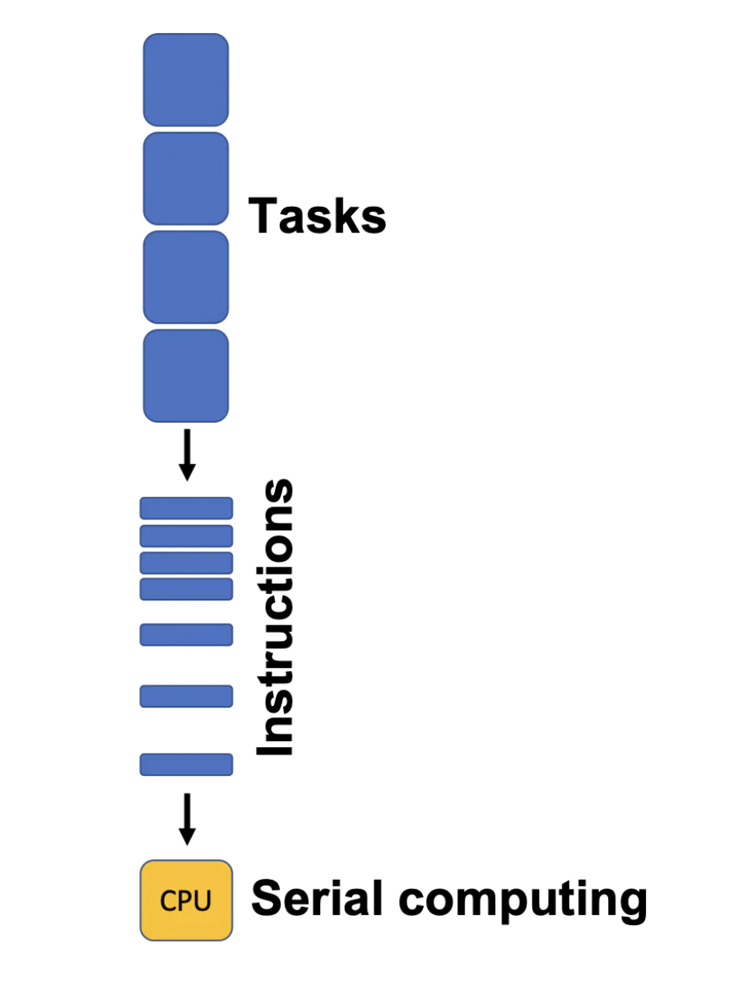 Tasks
Instructions
CPU
Serial computing